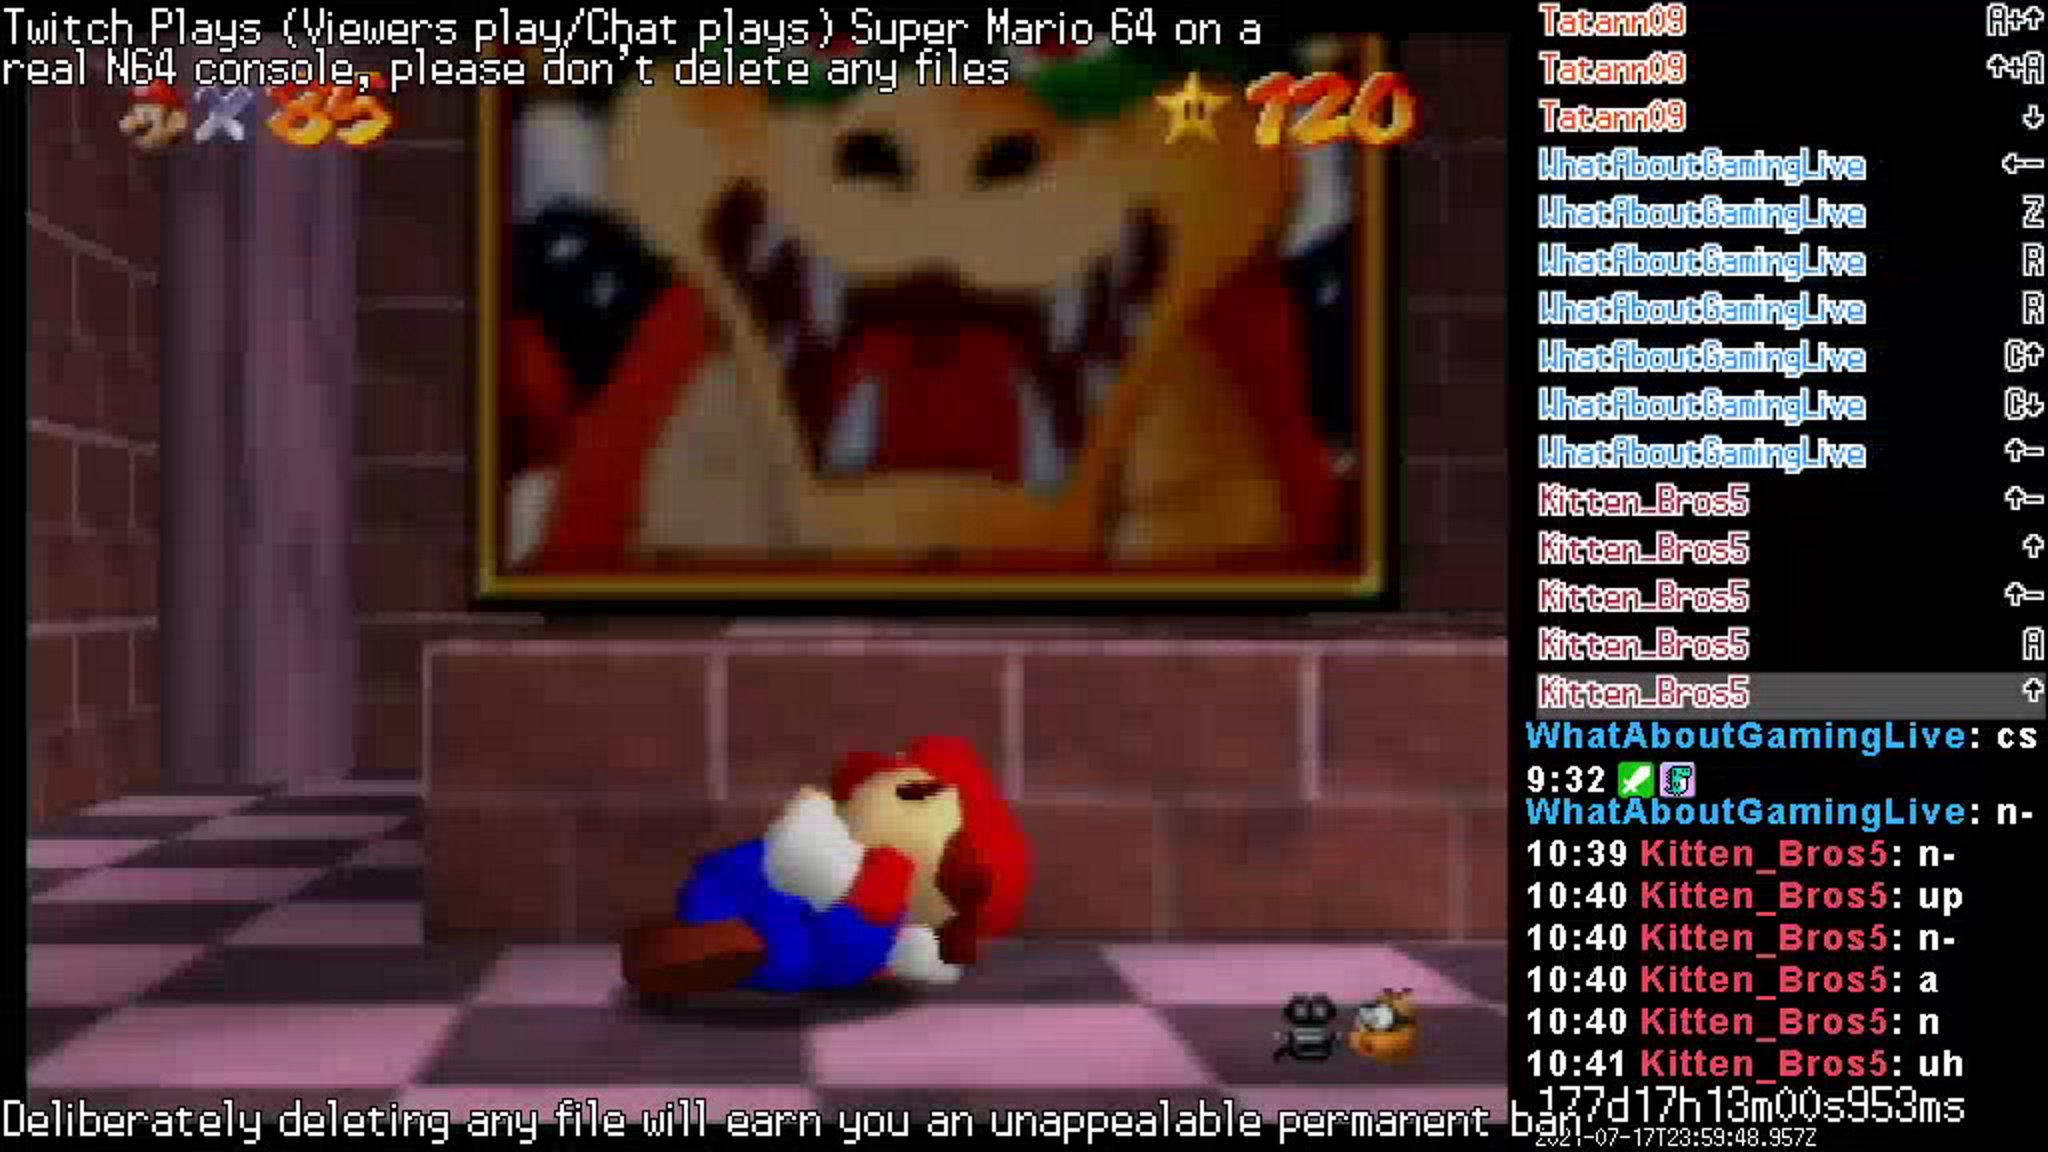 Twitch Plays (Viewers play/Chat plays) Super Mario 64 on a
real N64 console, please don't delete any files
X 85
120
Tatann09 A+↑
Tatann09 ↑+A
Tatann09 ↓
WhatAboutGamingLive ←-
WhatAboutGamingLive Z
WhatAboutGamingLive R
WhatAboutGamingLive R
WhatAboutGamingLive C↑
WhatAboutGamingLive C↓
WhatAboutGamingLive ↑-
Kitten_Bros5 ↑-
Kitten_Bros5 ↑
Kitten_Bros5 ↑-
Kitten_Bros5 A
Kitten_Bros5 ↑
WhatAboutGamingLive: cs
9:32
WhatAboutGamingLive: n-
10:39 Kitten_Bros5: n-
10:40 Kitten_Bros5: up
10:40 Kitten_Bros5: n-
10:40 Kitten_Bros5: a
10:40 Kitten_Bros5: n
10:41 Kitten_Bros5: uh
177d17h13m00s953ms
Deliberately deleting any file will earn you an unappealable permanent ban
2021-07-17T23:59:48.957Z